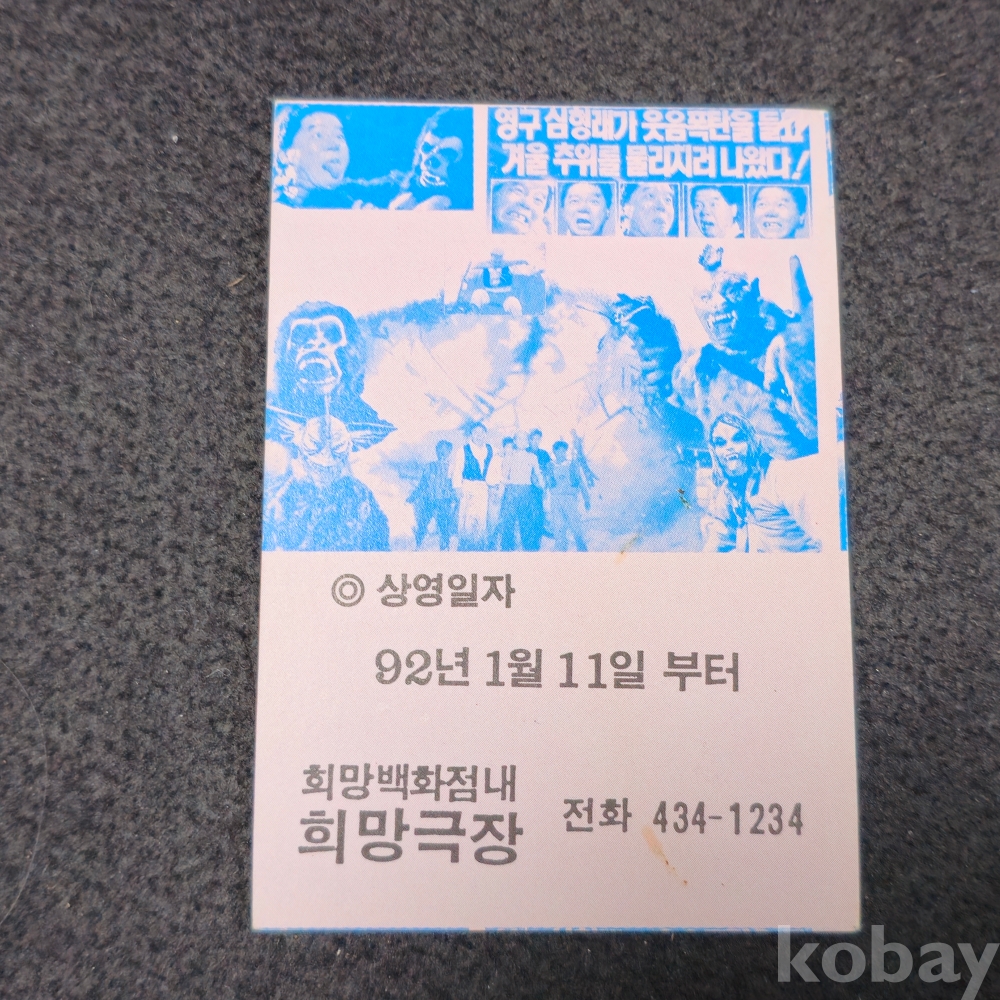 영구 심형래가 웃음폭탄을 들고
겨울 추위를 물리치러 나왔다!
◎ 상영일자
92년 1월 11일 부터
희망백화점내
희망극장
전화 434-1234
kobay